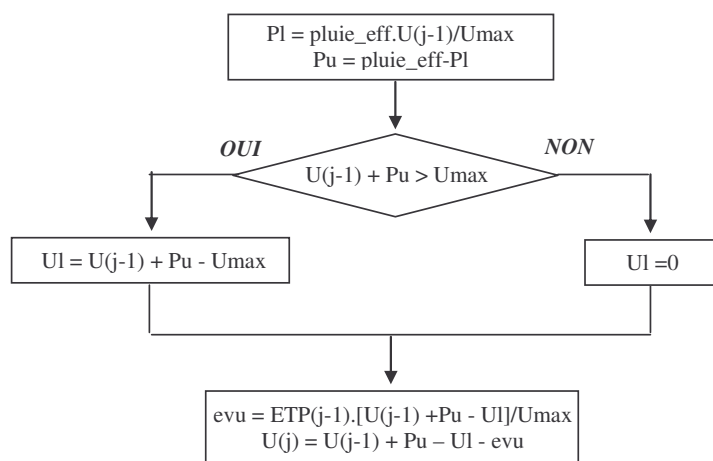 Pl = pluie_eff.U(j-1)/Umax
Pu = pluie_eff-Pl
OUI
NON
U(j-1) + Pu > Umax
Ul = U(j-1) + Pu - Umax
Ul =0
evu = ETP(j-1).[U(j-1) +Pu - Ul]/Umax
U(j) = U(j-1) + Pu – Ul - evu